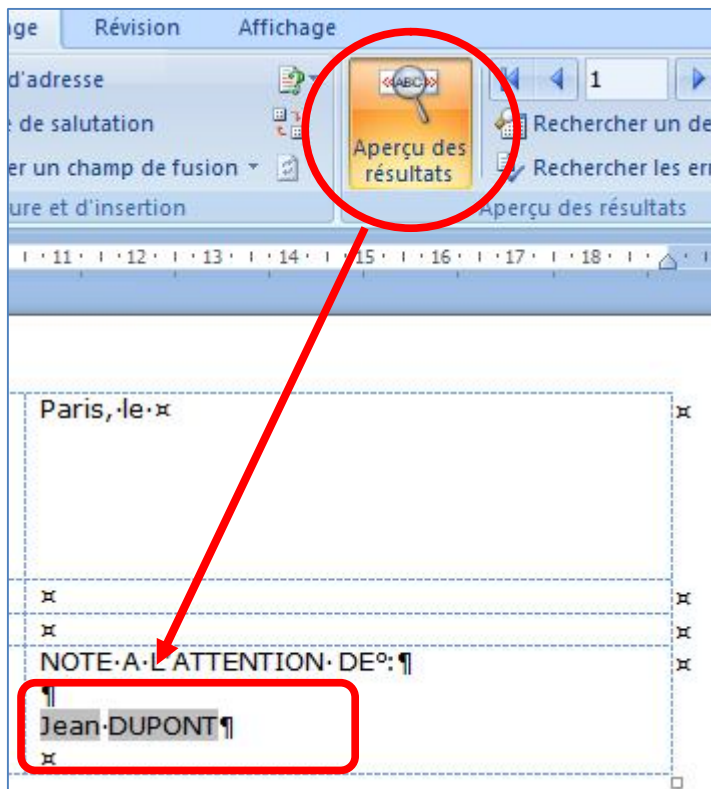 ge Révision Affichage
d'adresse
de salutation
er un champ de fusion
ure et d'insertion
«ABC»
Aperçu des
résultats
1
Rechercher un de
Rechercher les err
Aperçu des résultats
11 · 12 · 13 · 14 · 15 · 16 · 17 · 18
Paris,·le·¤
¤
¤
¤
¤
¤
NOTE·A·L'ATTENTION·DE°:¶
¤
¶
Jean·DUPONT¶
¤